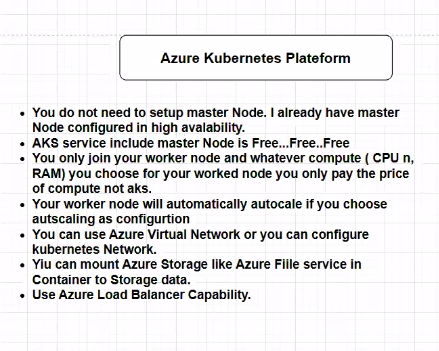 Azure Kubernetes Plateform
• You do not need to setup master Node. I already have master
Node configured in high avalability.
• AKS service include master Node is Free...Free..Free
• You only join your worker node and whatever compute ( CPU n,
RAM) you choose for your worked node you only pay the price
of compute not aks.
• Your worker node will automatically autocale if you choose
autscaling as configurtion
• You can use Azure Virtual Network or you can configure
kubernetes Network.
• Yiu can mount Azure Storage like Azure Fiile service in
Container to Storage data.
• Use Azure Load Balancer Capability.